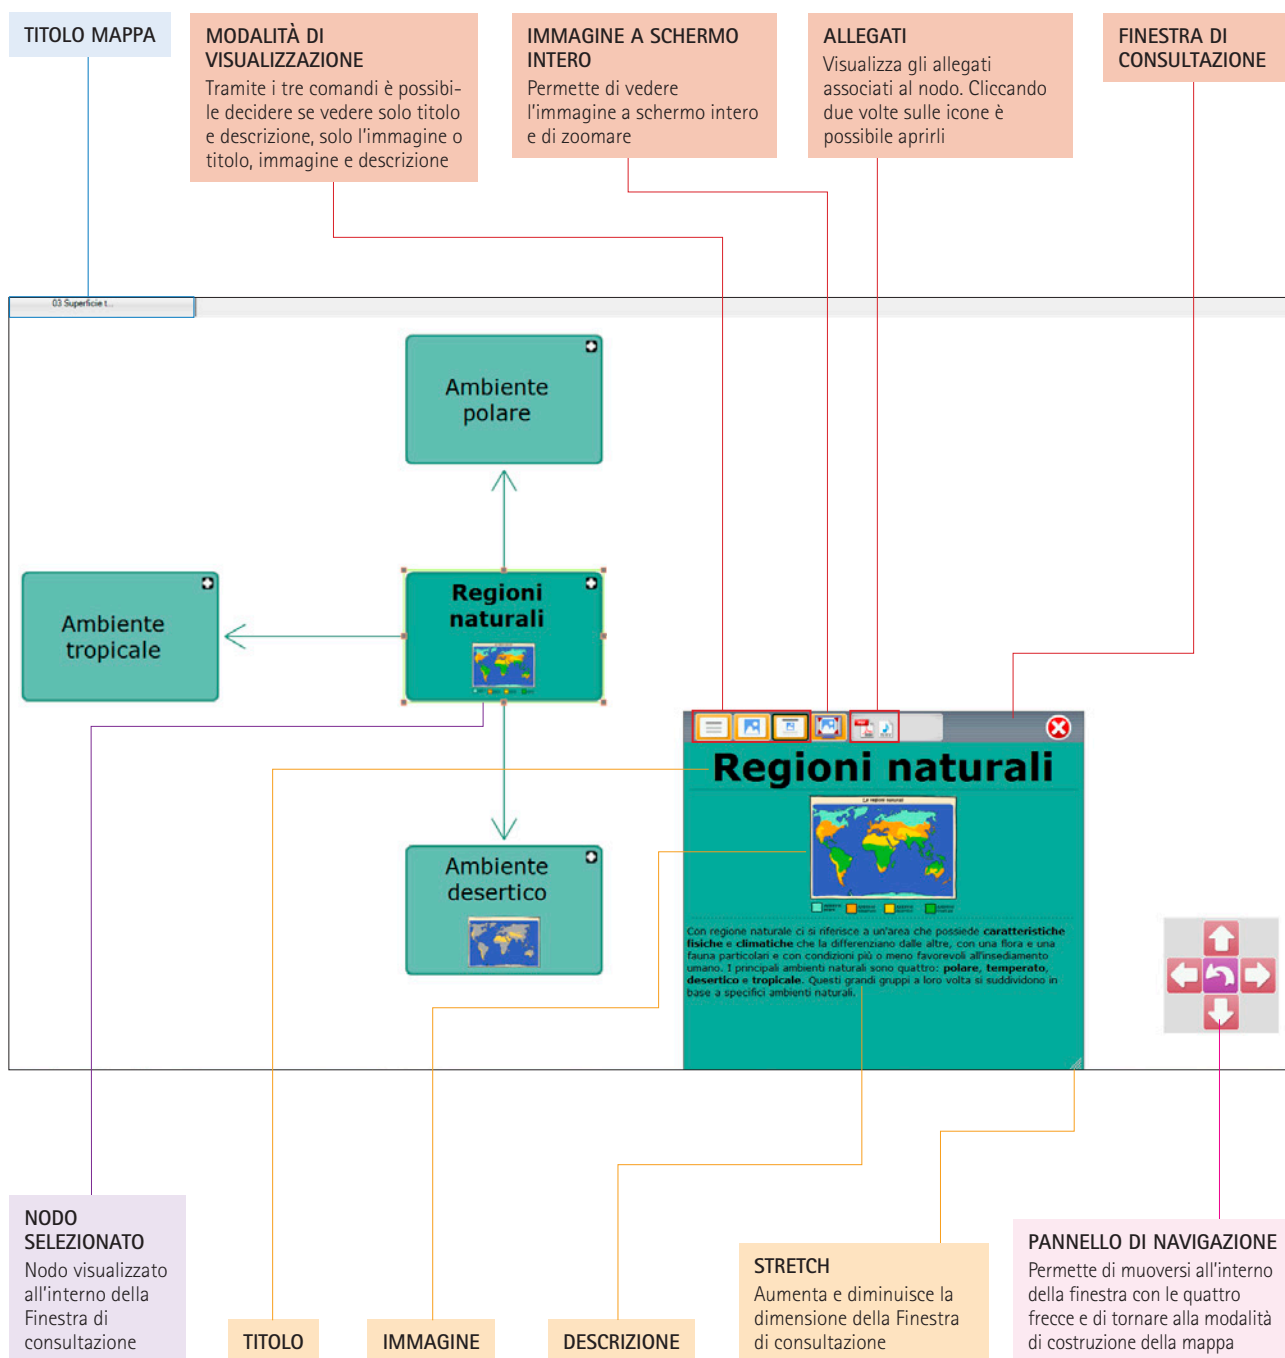 TITOLO MAPPA
MODALITÀ DI
VISUALIZZAZIONE
Tramite i tre comandi è possibi-
le decidere se vedere solo titolo
e descrizione, solo l'immagine o
titolo, immagine e descrizione
IMMAGINE A SCHERMO
INTERO
Permette di vedere
l'immagine a schermo intero
e di zoomare
ALLEGATI
Visualizza gli allegati
associati al nodo. Cliccando
due volte sulle icone è
possibile aprirli
FINESTRA DI
CONSULTAZIONE
03 Superficie t...
Ambiente
polare
Ambiente
tropicale
Regioni
naturali
Ambiente
desertico
Regioni naturali
Le regioni naturali
Con regione naturale ci si riferisce a un'area che possiede caratteristiche
fisiche e climatiche che la differenziano dalle altre, con una flora e una
fauna particolari e con condizioni più o meno favorevoli all'insediamento
umano. I principali ambienti naturali sono quattro: polare, temperato,
desertico e tropicale. Questi grandi gruppi a loro volta si suddividono in
base a specifici ambienti naturali.
NODO
SELEZIONATO
Nodo visualizzato
all'interno della
Finestra di
consultazione
TITOLO
IMMAGINE
DESCRIZIONE
STRETCH
Aumenta e diminuisce la
dimensione della Finestra
di consultazione
PANNELLO DI NAVIGAZIONE
Permette di muoversi all'interno
della finestra con le quattro
frecce e di tornare alla modalità
di costruzione della mappa